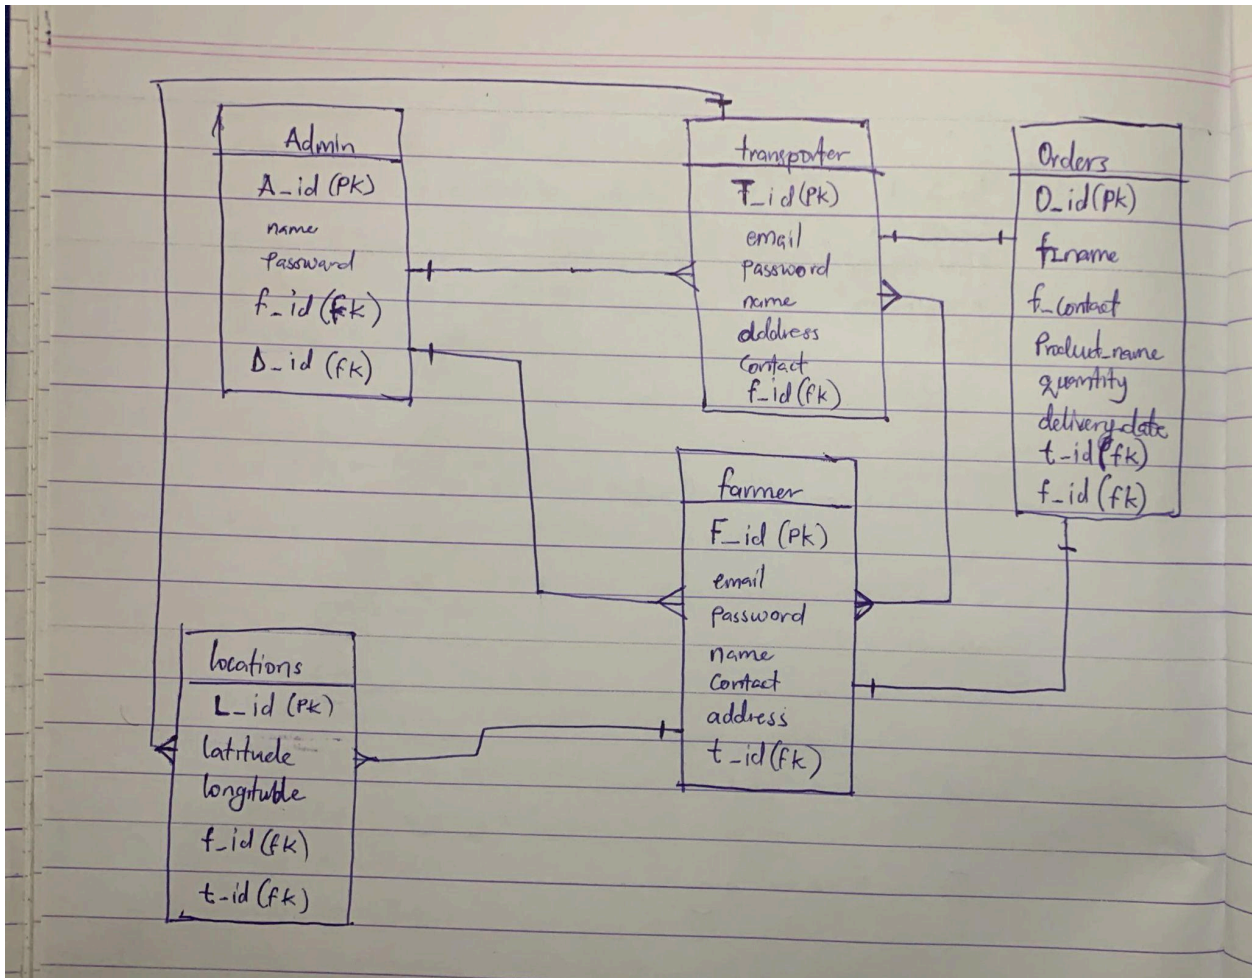 Admin
A_id (PK)
name
Password
f_id (fk)
D_id (fk)
transporter
T_id (PK)
email
password
name
address
Contact
f_id (fk)
Orders
O_id (PK)
f_name
f_contact
Product_name
quantity
delivery_date
t_id (fk)
f_id (fk)
farmer
F_id (PK)
email
password
name
Contact
address
t_id (fk)
locations
L_id (PK)
latitude
longitude
f_id (fk)
t_id (fk)